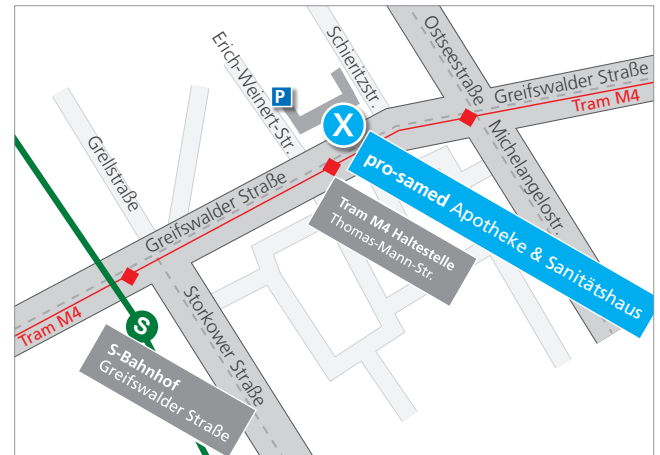 Ostseestraße
Schieritzstr.
Erich-Weinert-Str.
P
Greifswalder Straße
Tram M4
X
Grellstraße
Michelangelostr.
pro-samed Apotheke & Sanitätshaus
Greifswalder Straße
Tram M4 Haltestelle
Thomas-Mann-Str.
Tram M4
S
Storkower Straße
S-Bahnhof
Greifswalder Straße